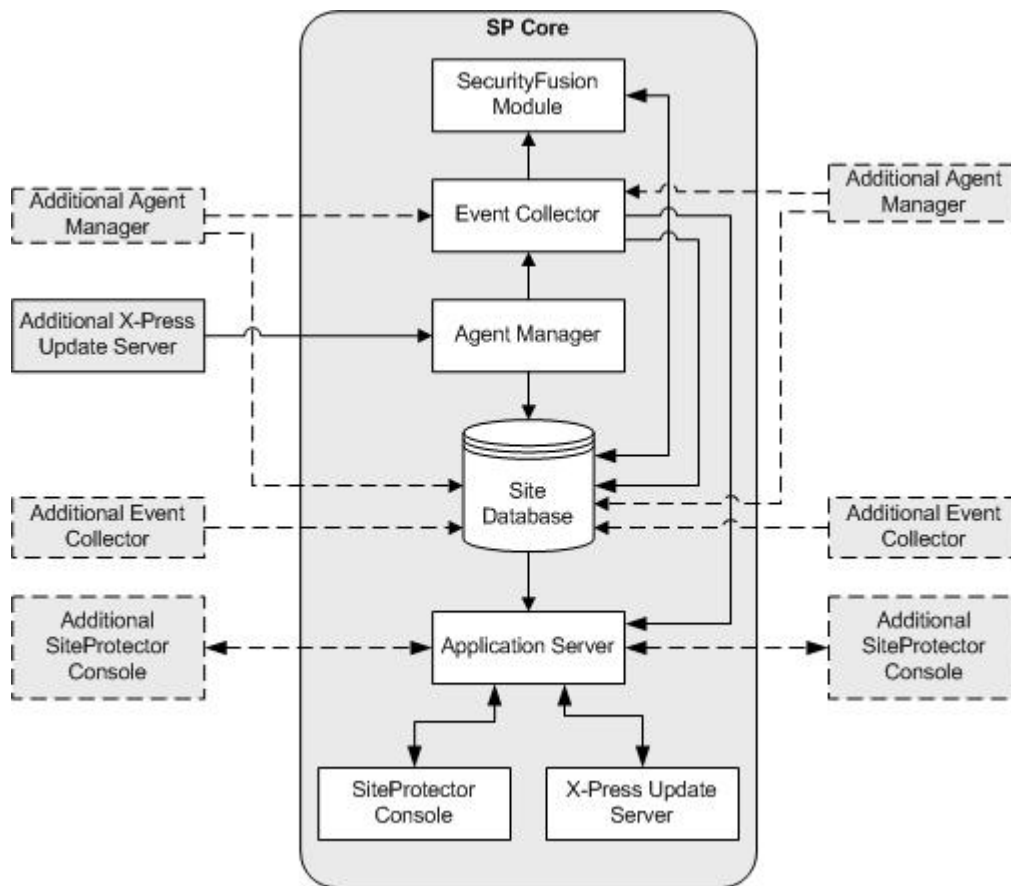 SP Core
SecurityFusion
Module
Additional Agent
Manager
Event Collector
Additional Agent
Manager
Additional X-Press
Update Server
Agent Manager
Site
Database
Additional Event
Collector
Additional Event
Collector
Additional
SiteProtector
Console
Application Server
Additional
SiteProtector
Console
SiteProtector
Console
X-Press Update
Server